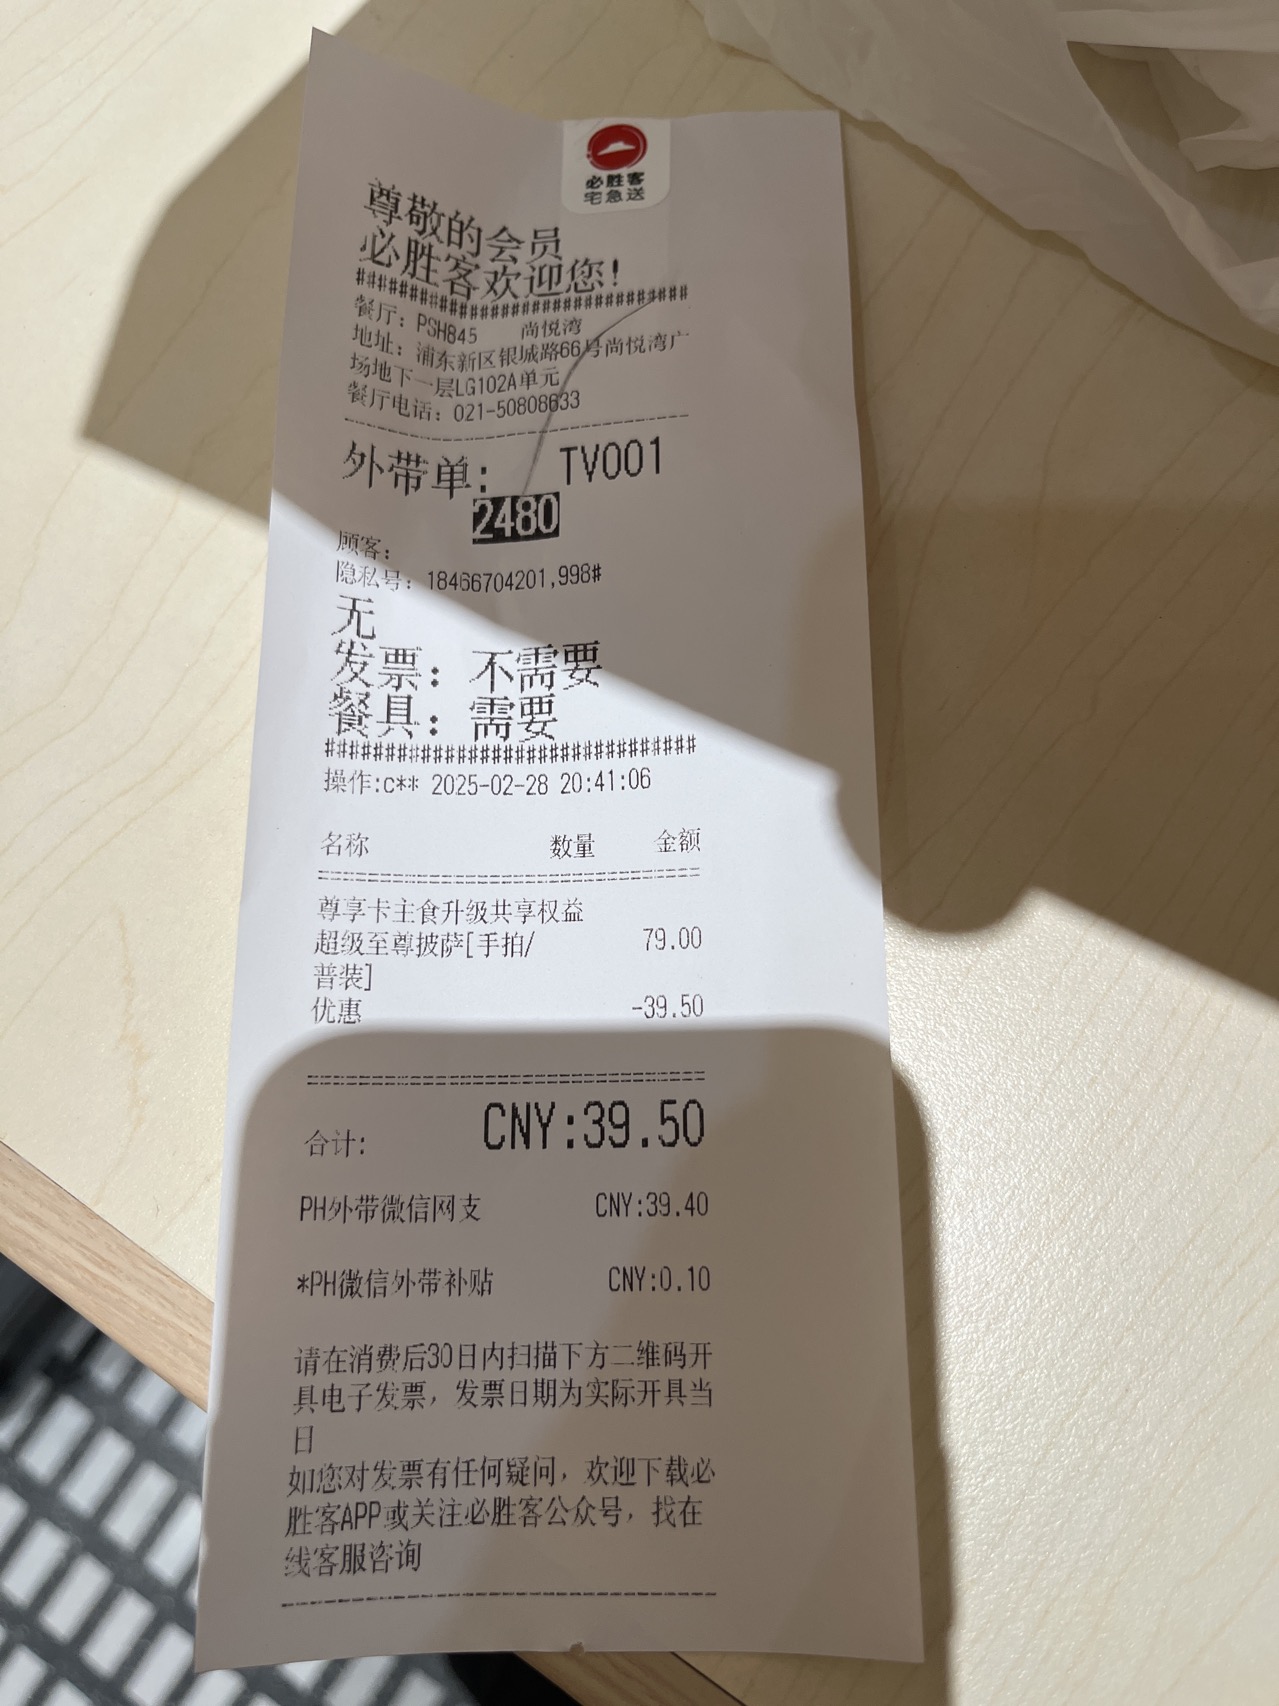 必胜客
宅急送
尊敬的会员
必胜客欢迎您!
##############################
餐厅: PSH845 尚悦湾
地址: 浦东新区银城路66号尚悦湾广
场地下一层LG102A单元
餐厅电话: 021-50808633
外带单: TV001
2480
顾客:
隐私号: 18466704201,998#
无
发票: 不需要
餐具: 需要
##############################
操作:c** 2025-02-28 20:41:06
名称 数量 金额
尊享卡主食升级共享权益
超级至尊披萨[手拍/ 79.00
普装]
优惠 -39.50
合计: CNY:39.50
PH外带微信网支 CNY:39.40
*PH微信外带补贴 CNY:0.10
请在消费后30日内扫描下方二维码开
具电子发票，发票日期为实际开具当
日
如您对发票有任何疑问，欢迎下载必
胜客APP或关注必胜客公众号，找在
线客服咨询